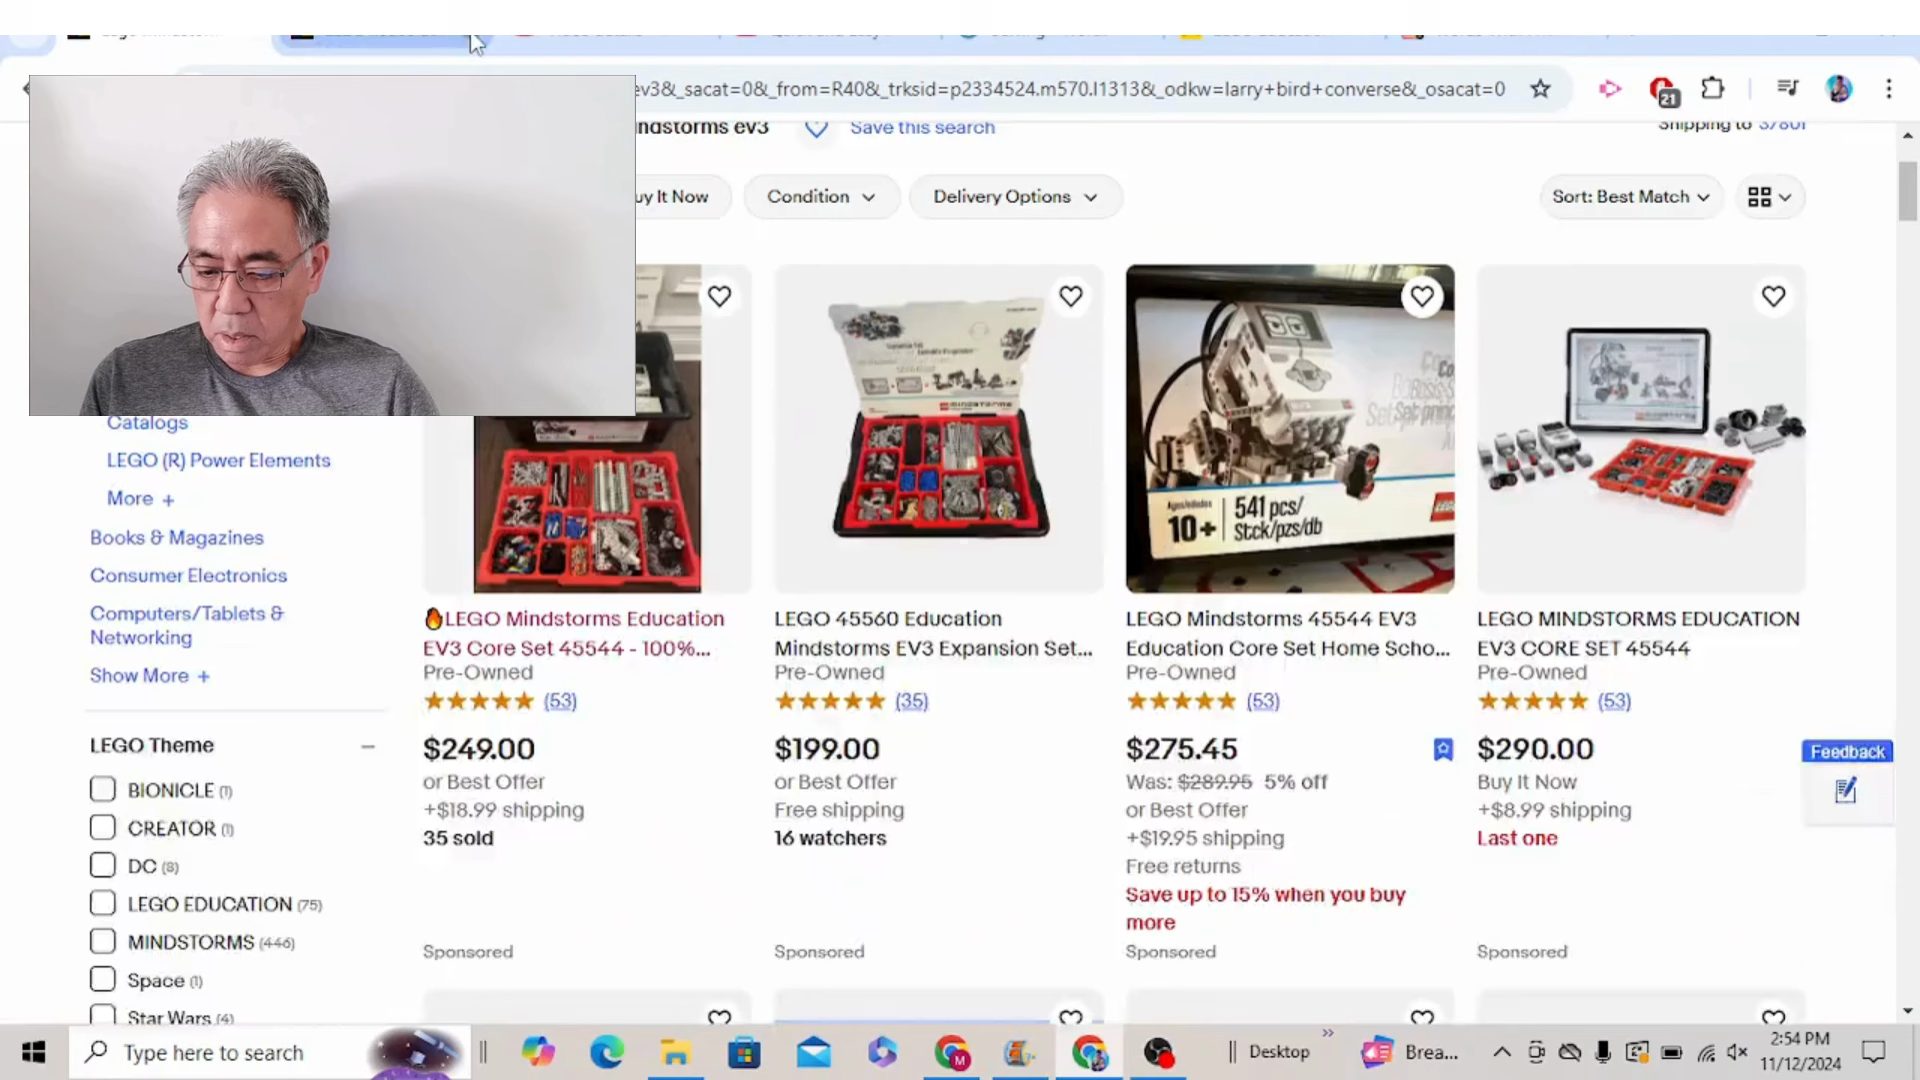 ev3&_sacat=0&_from=R40&_trksid=p2334524.m570.l1313&_odkw=larry+bird+converse&_osacat=0
21
ndstorms ev3
Save this search
Shipping to 37801
uy It Now
Condition
Delivery Options
Sort: Best Match
Catalogs
LEGO (R) Power Elements
More +
Books & Magazines
Consumer Electronics
Computers/Tablets &
Networking
Show More +
LEGO Theme
BIONICLE (1)
CREATOR (1)
DC (8)
LEGO EDUCATION (75)
MINDSTORMS (446)
Space (1)
Star Wars (4)
🔥LEGO Mindstorms Education
EV3 Core Set 45544 - 100%...
Pre-Owned
(53)
$249.00
or Best Offer
+$18.99 shipping
35 sold
Sponsored
LEGO 45560 Education
Mindstorms EV3 Expansion Set...
Pre-Owned
(35)
$199.00
or Best Offer
Free shipping
16 watchers
Sponsored
10+
541 pcs/
Stck/pzs/db
LEGO Mindstorms 45544 EV3
Education Core Set Home Scho...
Pre-Owned
(53)
$275.45
Was: $289.95 5% off
or Best Offer
+$19.95 shipping
Free returns
Save up to 15% when you buy
more
Sponsored
LEGO MINDSTORMS EDUCATION
EV3 CORE SET 45544
Pre-Owned
(53)
$290.00
Buy It Now
+$8.99 shipping
Last one
Sponsored
Feedback
Type here to search
Desktop
Brea...
2:54 PM
11/12/2024